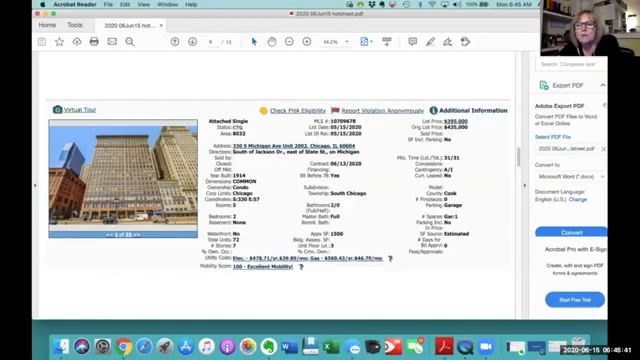 Acrobat Reader File Edit View Window Help
100% Mon 6:45 AM
2020 06Jun15 hotsheet.pdf
Home Tools 2020 06Jun15 hot... ×
6 / 13 54.2%
Virtual Tour Check FHA Eligibility Report Violation Anonymously Additional Information
Attached Single MLS #: 10709678 List Price: $395,000
Status: CTG List Date: 05/15/2020 Orig List Price: $435,000
Area: 8032 List Dt Rec: 05/15/2020 Sold Price:
SP Incl. Parking: No
Address: 330 S Michigan Ave Unit 2002, Chicago, IL 60604
Directions: South of Jackson Dr., east of State St., on Michigan
Sold by: Mkt. Time (Lst./Tot.): 31/31
Closed: Contract: 06/13/2020 Concessions:
Off Mkt: Financing: Contingency: A/I
Year Built: 1914 Blt Before 78: Yes Curr. Leased: No
Dimensions: COMMON
Ownership: Condo Subdivision: Model:
Corp Limits: Chicago Township: South Chicago County: Cook
Coordinates: S:330 E:57 # Fireplaces: 0
Rooms: 5 Bathrooms 2/0 Parking: Garage
(Full/Half)
Bedrooms: 2 Master Bath: Full # Spaces: Gar:1
Basement: None Bsmnt. Bath: Parking Incl: No
In Price:
Waterfront: No Appx SF: 1500 SF Source: Estimated
Total Units: 72 Bldg. Assess. SF: # Days for
# Stories: 7 Unit Floor Lvl.: 3 Bd Apprvl: 0
% Own. Occ.: % Cmn. Own.: Fees/Approvals:
Utility Costs: Elec. - $478.71/yr.$39.89/mo; Gas - $560.43/yr.$46.70/mo ?
Mobility Score: 100 - Excellent Mobility! ?
<< 1 of 23 >>
Export PDF
Adobe Export PDF
Convert PDF Files to Word
or Excel Online
Select PDF File
Convert to
Microsoft Word (*.docx)
Document Language:
English (U.S.) Change
Convert
Create, edit and sign PDF
forms & agreements
Start Free Trial
2020-06-15 06:45:41